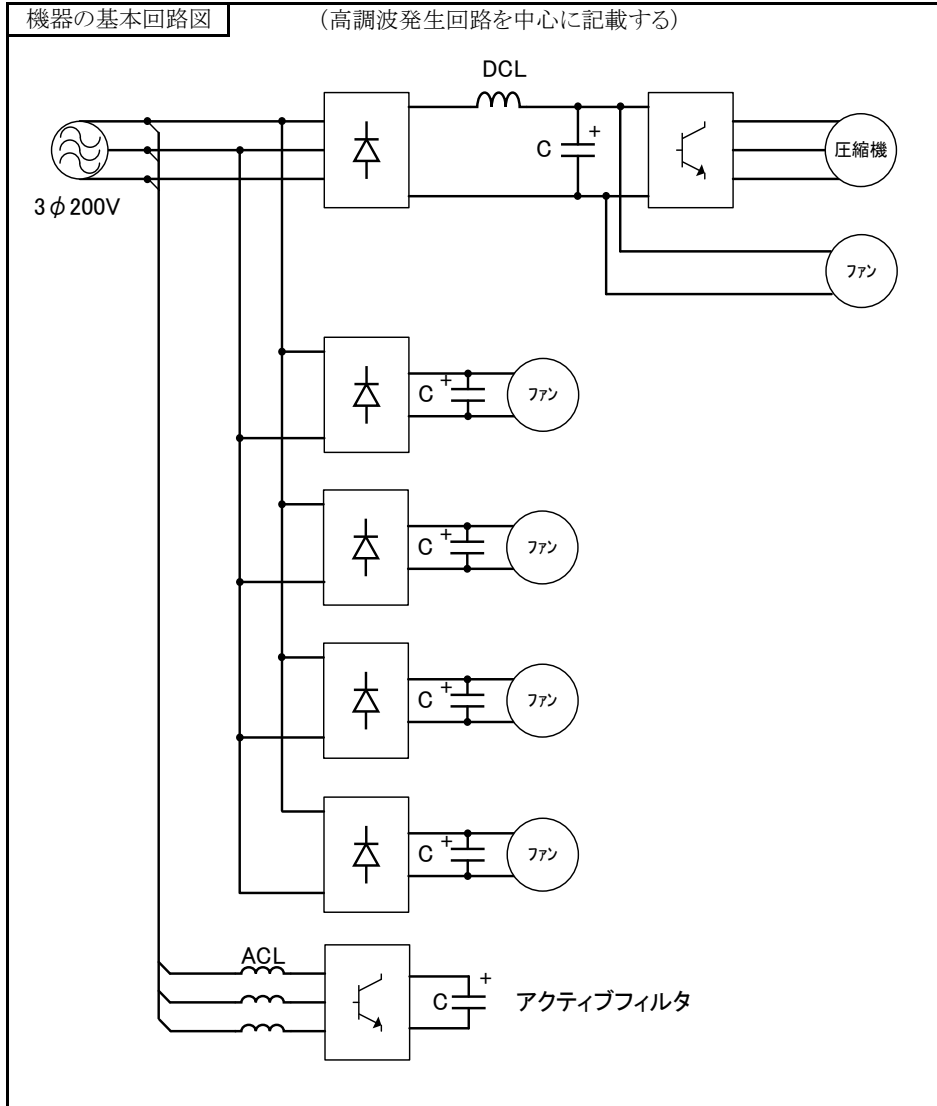 機器の基本回路図 (高調波発生回路を中心に記載する)
DCL
C +
圧縮機
3φ200V
ファン
C + ファン
C + ファン
C + ファン
C + ファン
ACL
C + アクティブフィルタ